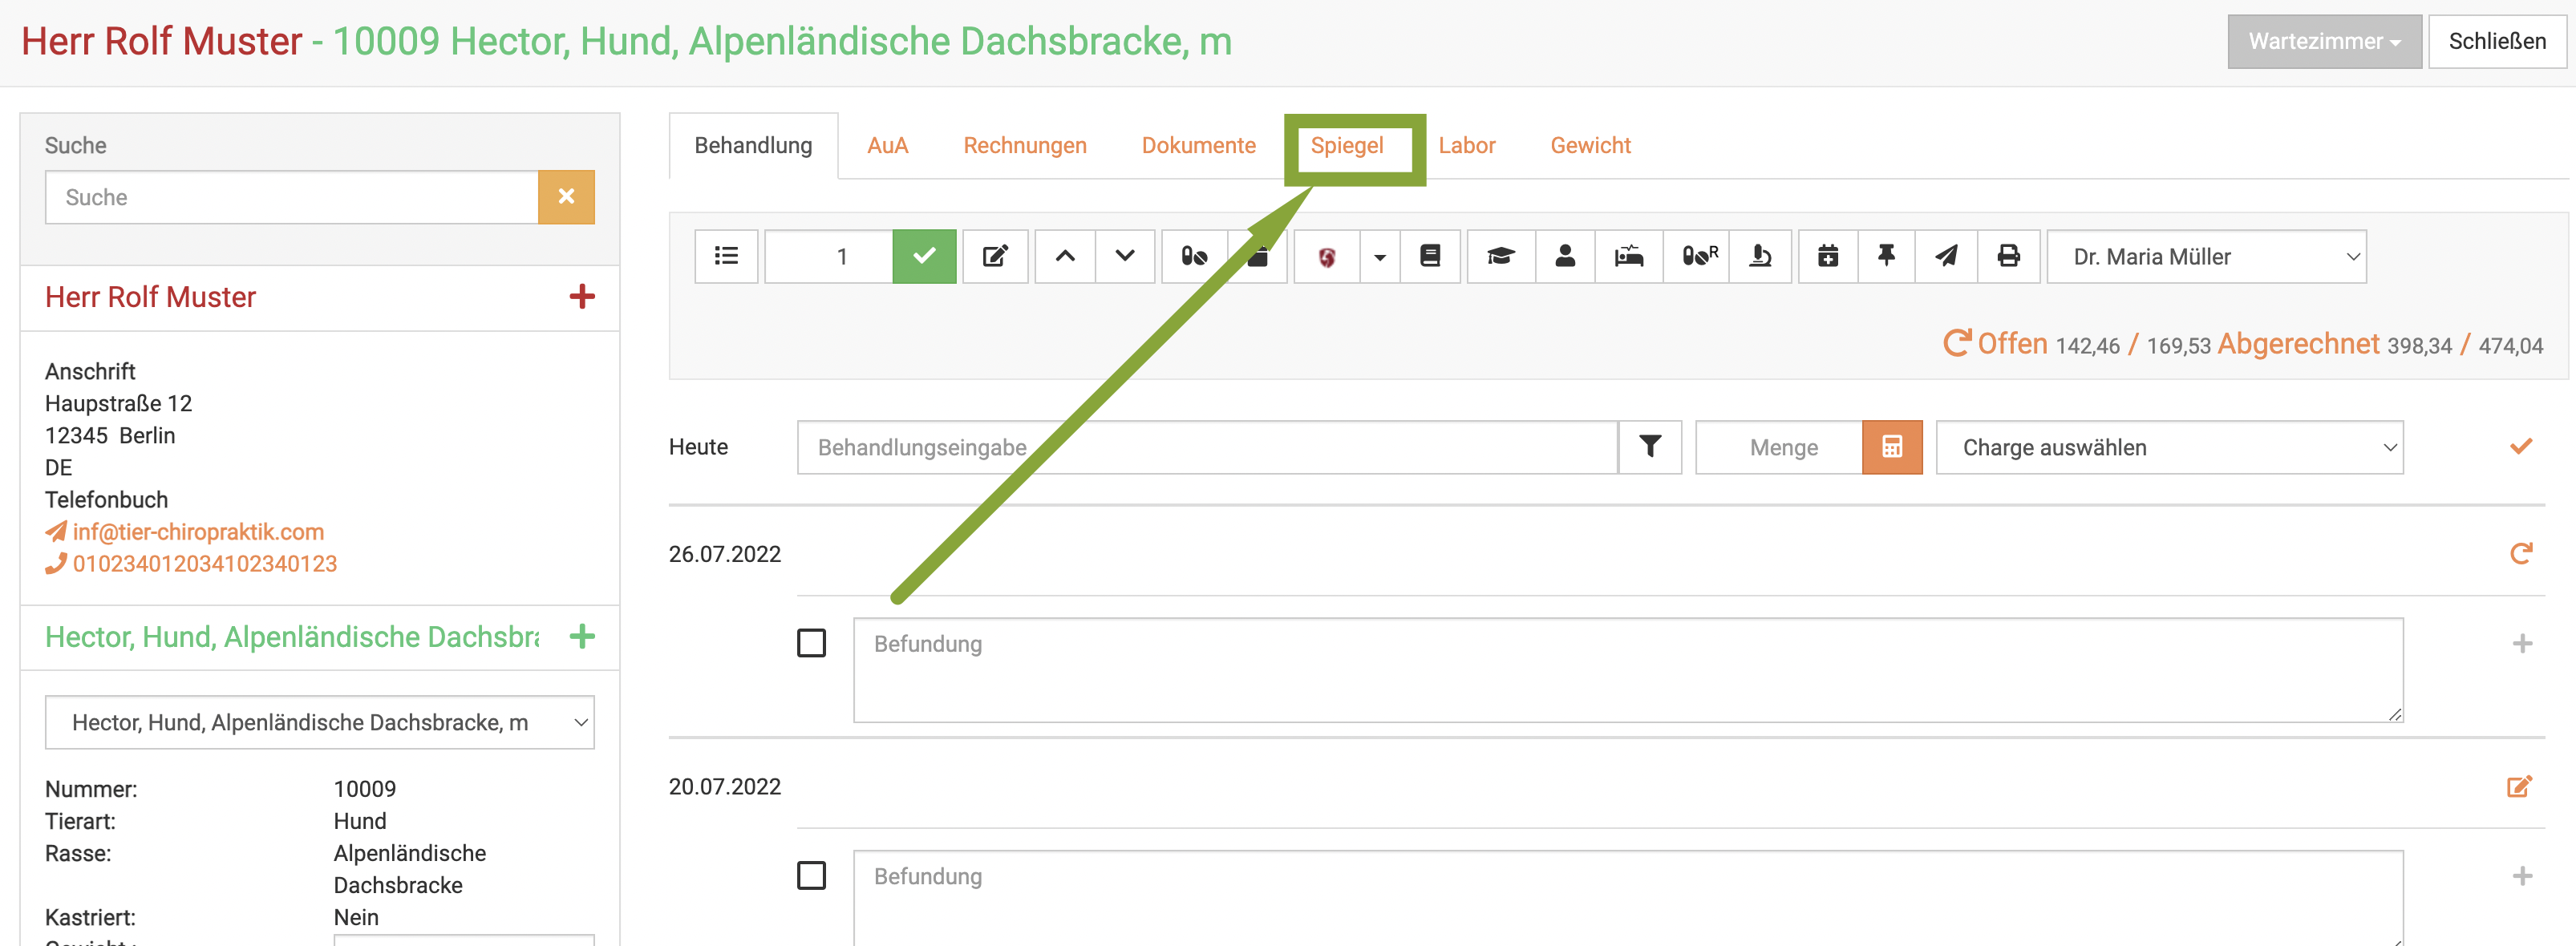 Herr Rolf Muster - 10009 Hector, Hund, Alpenländische Dachsbracke, m
Wartezimmer
Schließen
Suche
Suche
Herr Rolf Muster
Anschrift
Haupstraße 12
12345 Berlin
DE
Telefonbuch
inf@tier-chiropraktik.com
010234012034102340123
Hector, Hund, Alpenländische Dachsbra
Hector, Hund, Alpenländische Dachsbracke, m
Nummer: 10009
Tierart: Hund
Rasse: Alpenländische
Dachsbracke
Kastriert: Nein
Behandlung AuA Rechnungen Dokumente Spiegel Labor Gewicht
1
R
Dr. Maria Müller
Offen 142,46 / 169,53 Abgerechnet 398,34 / 474,04
Heute Behandlungseingabe Menge Charge auswählen
26.07.2022
Befundung
20.07.2022
Befundung